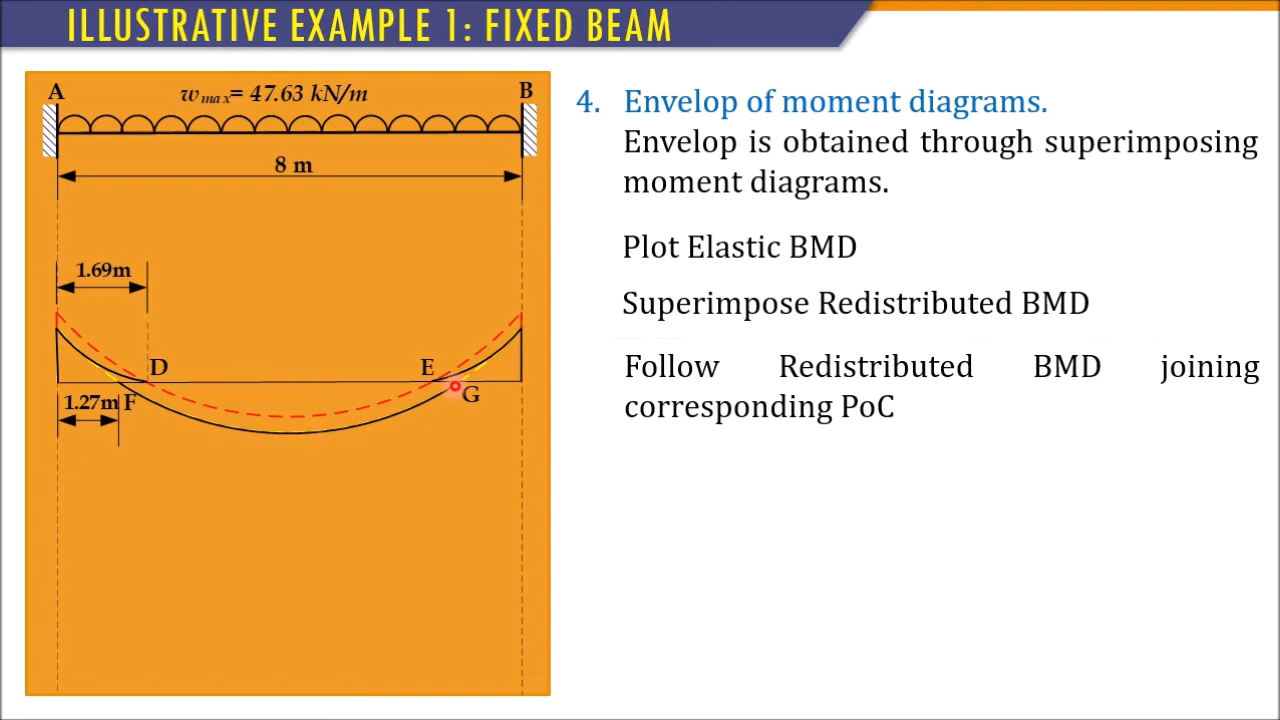 ILLUSTRATIVE EXAMPLE 1: FIXED BEAM
A
w max= 47.63 kN/m
B
8 m
1.69m
D
E
1.27m
F
G
4. Envelop of moment diagrams.
Envelop is obtained through superimposing
moment diagrams.
Plot Elastic BMD
Superimpose Redistributed BMD
Follow Redistributed BMD joining
corresponding PoC